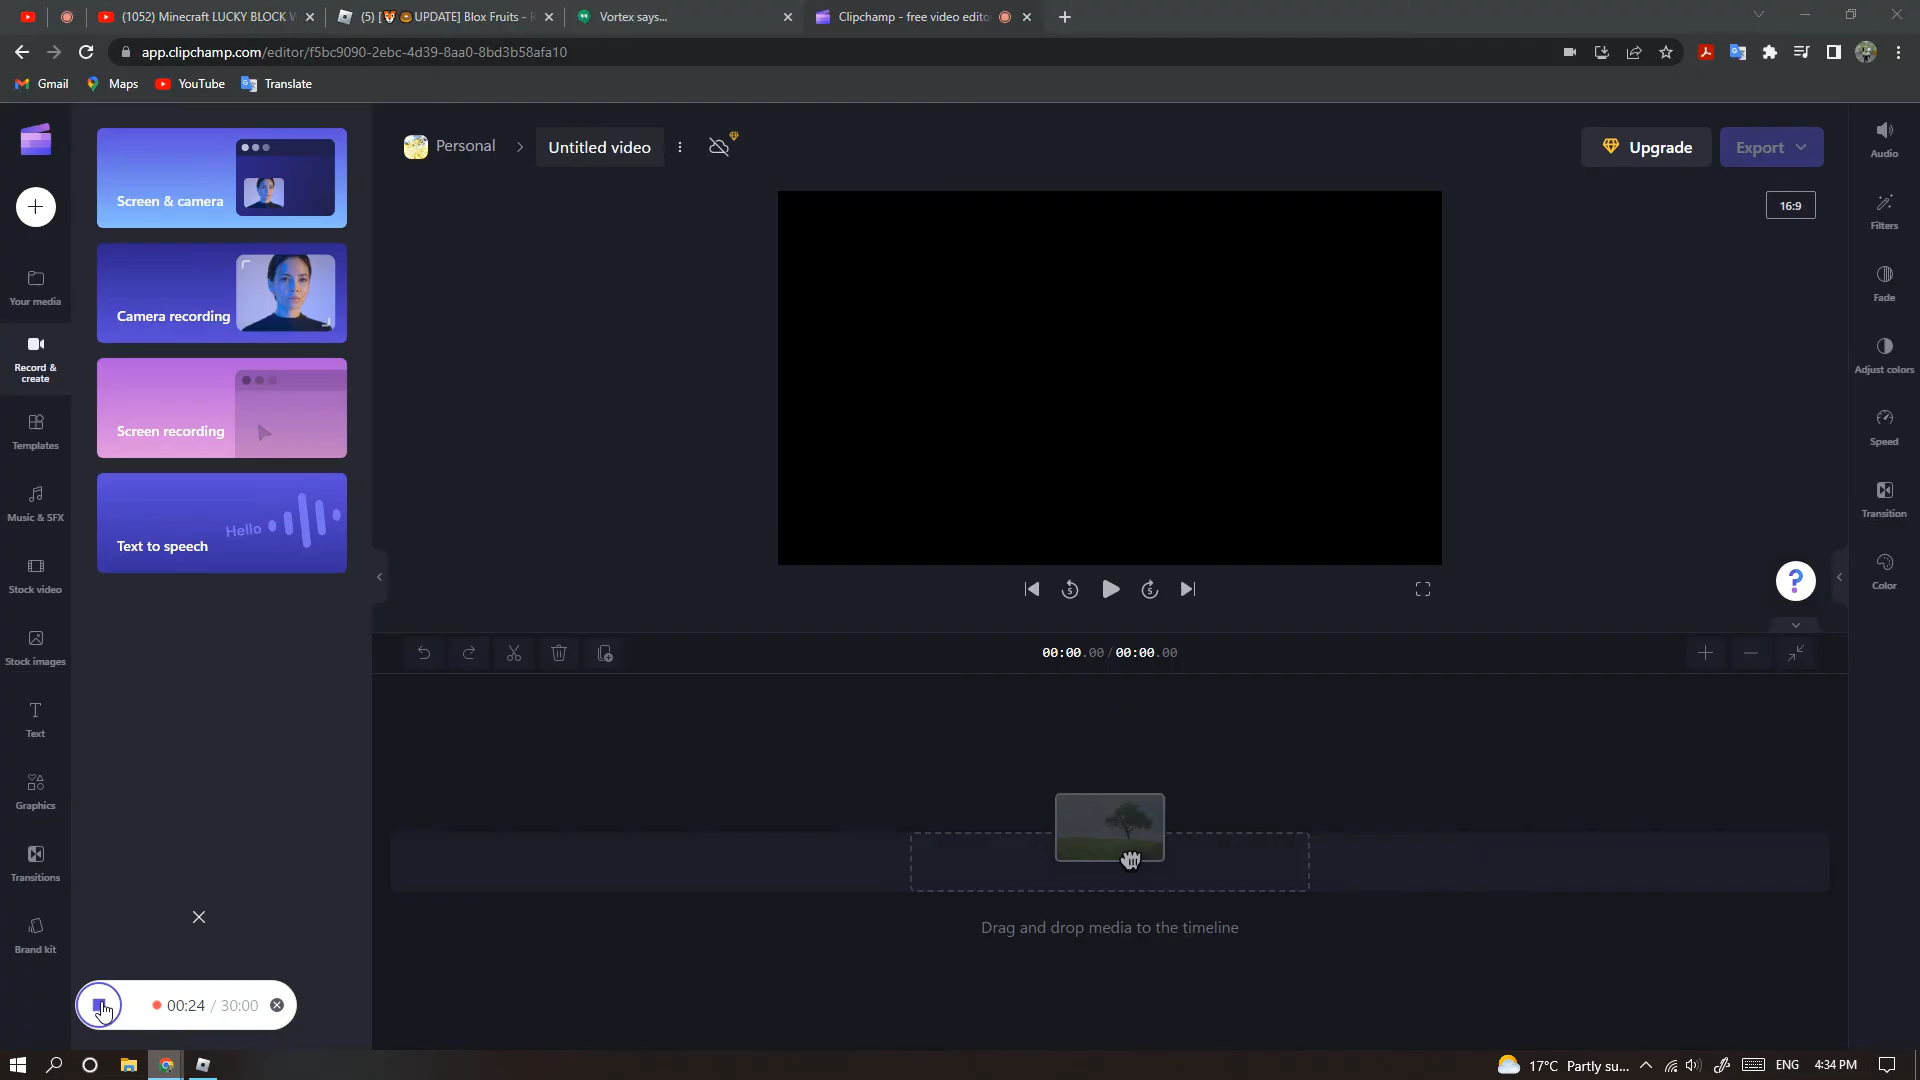 (1052) Minecraft LUCKY BLOCK W
(5) [🐯🍩UPDATE] Blox Fruits - R
Vortex says...
Clipchamp - free video edito
app.clipchamp.com/editor/f5bc9090-2ebc-4d39-8aa0-8bd3b58afa10
Gmail
Maps
YouTube
Translate
Personal
Untitled video
Upgrade
Export
16:9
Your media
Record &
create
Templates
Music & SFX
Stock video
Stock images
Text
Graphics
Transitions
Brand kit
Screen & camera
Camera recording
Screen recording
Hello
Text to speech
00:24 / 30:00
00:00.00 / 00:00.00
Drag and drop media to the timeline
?
Audio
Filters
Fade
Adjust colors
Speed
Transition
Color
17°C Partly su...
ENG
4:34 PM